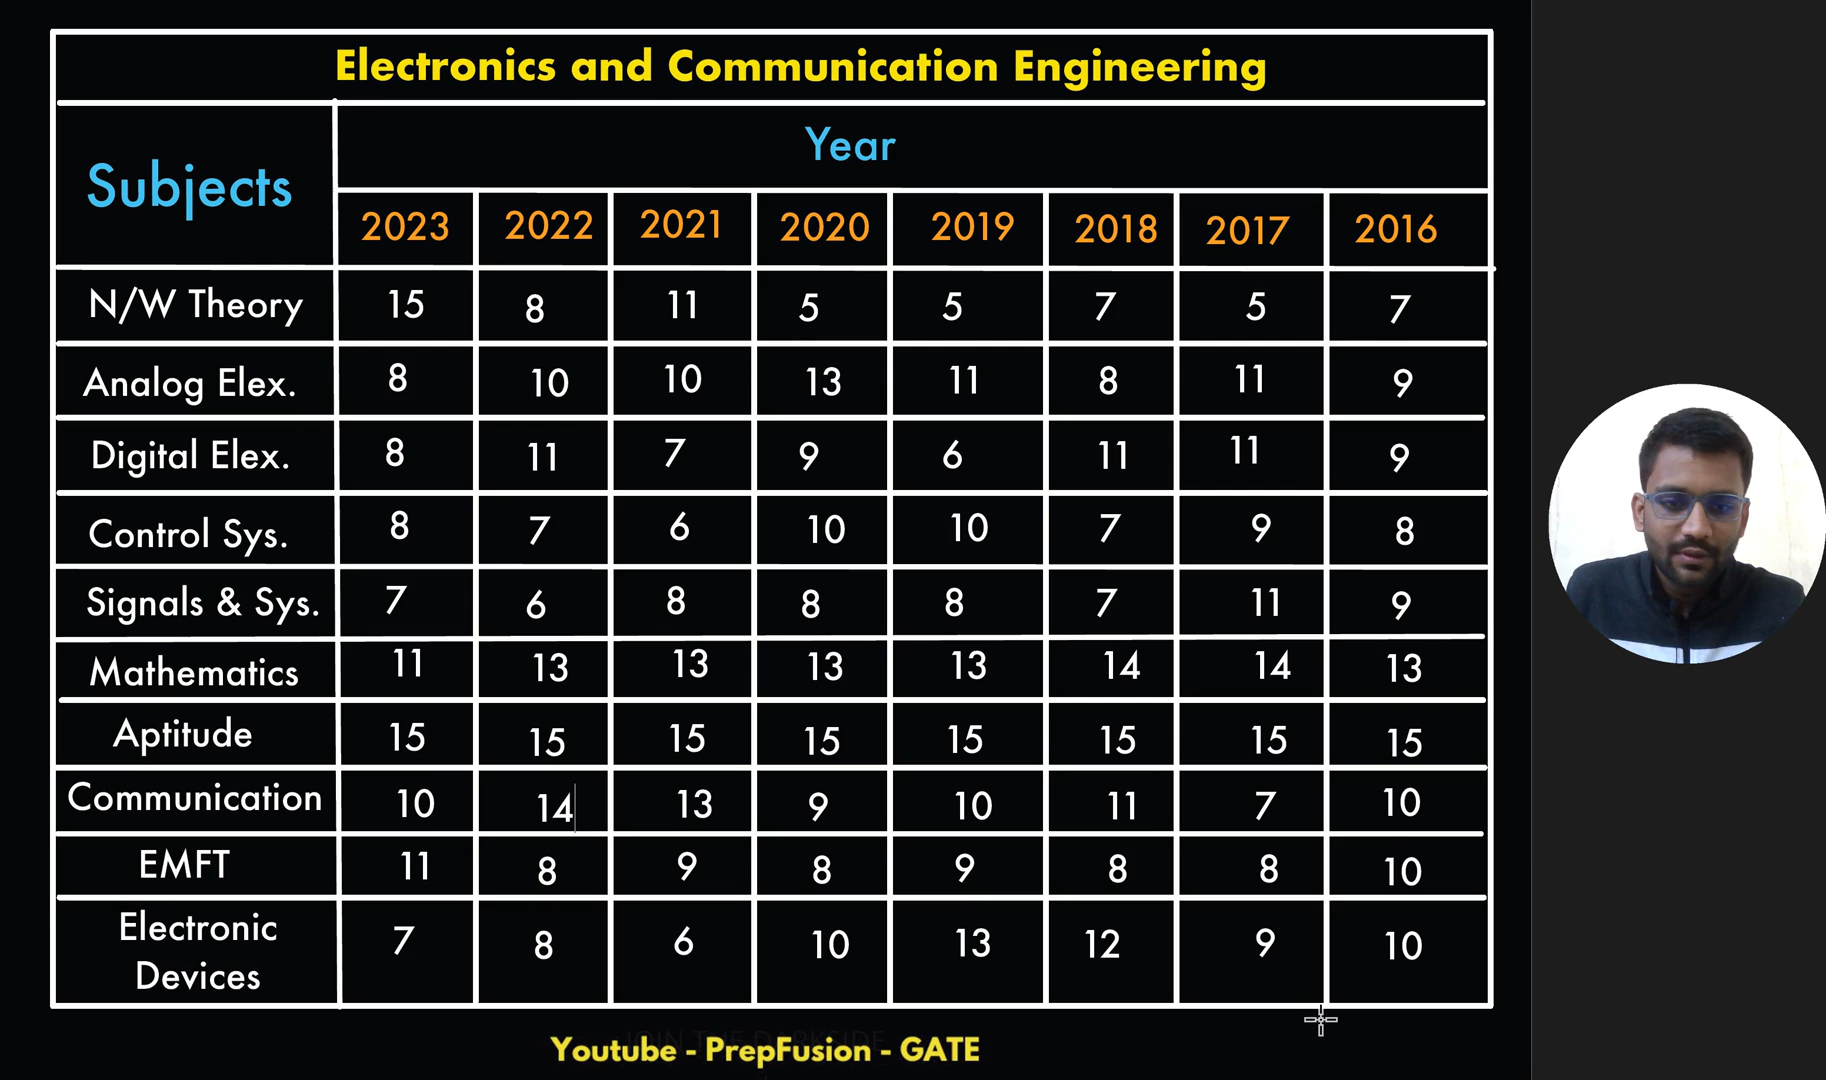 Electronics and Communication Engineering
Subjects
Year
2023 2022 2021 2020 2019 2018 2017 2016
N/W Theory 15 8 11 5 5 7 5 7
Analog Elex. 8 10 10 13 11 8 11 9
Digital Elex. 8 11 7 9 6 11 11 9
Control Sys. 8 7 6 10 10 7 9 8
Signals & Sys. 7 6 8 8 8 7 11 9
Mathematics 11 13 13 13 13 14 14 13
Aptitude 15 15 15 15 15 15 15 15
Communication 10 14 13 9 10 11 7 10
EMFT 11 8 9 8 9 8 8 10
Electronic
Devices 7 8 6 10 13 12 9 10
JOIN THE DARKSIDE
Youtube - PrepFusion - GATE